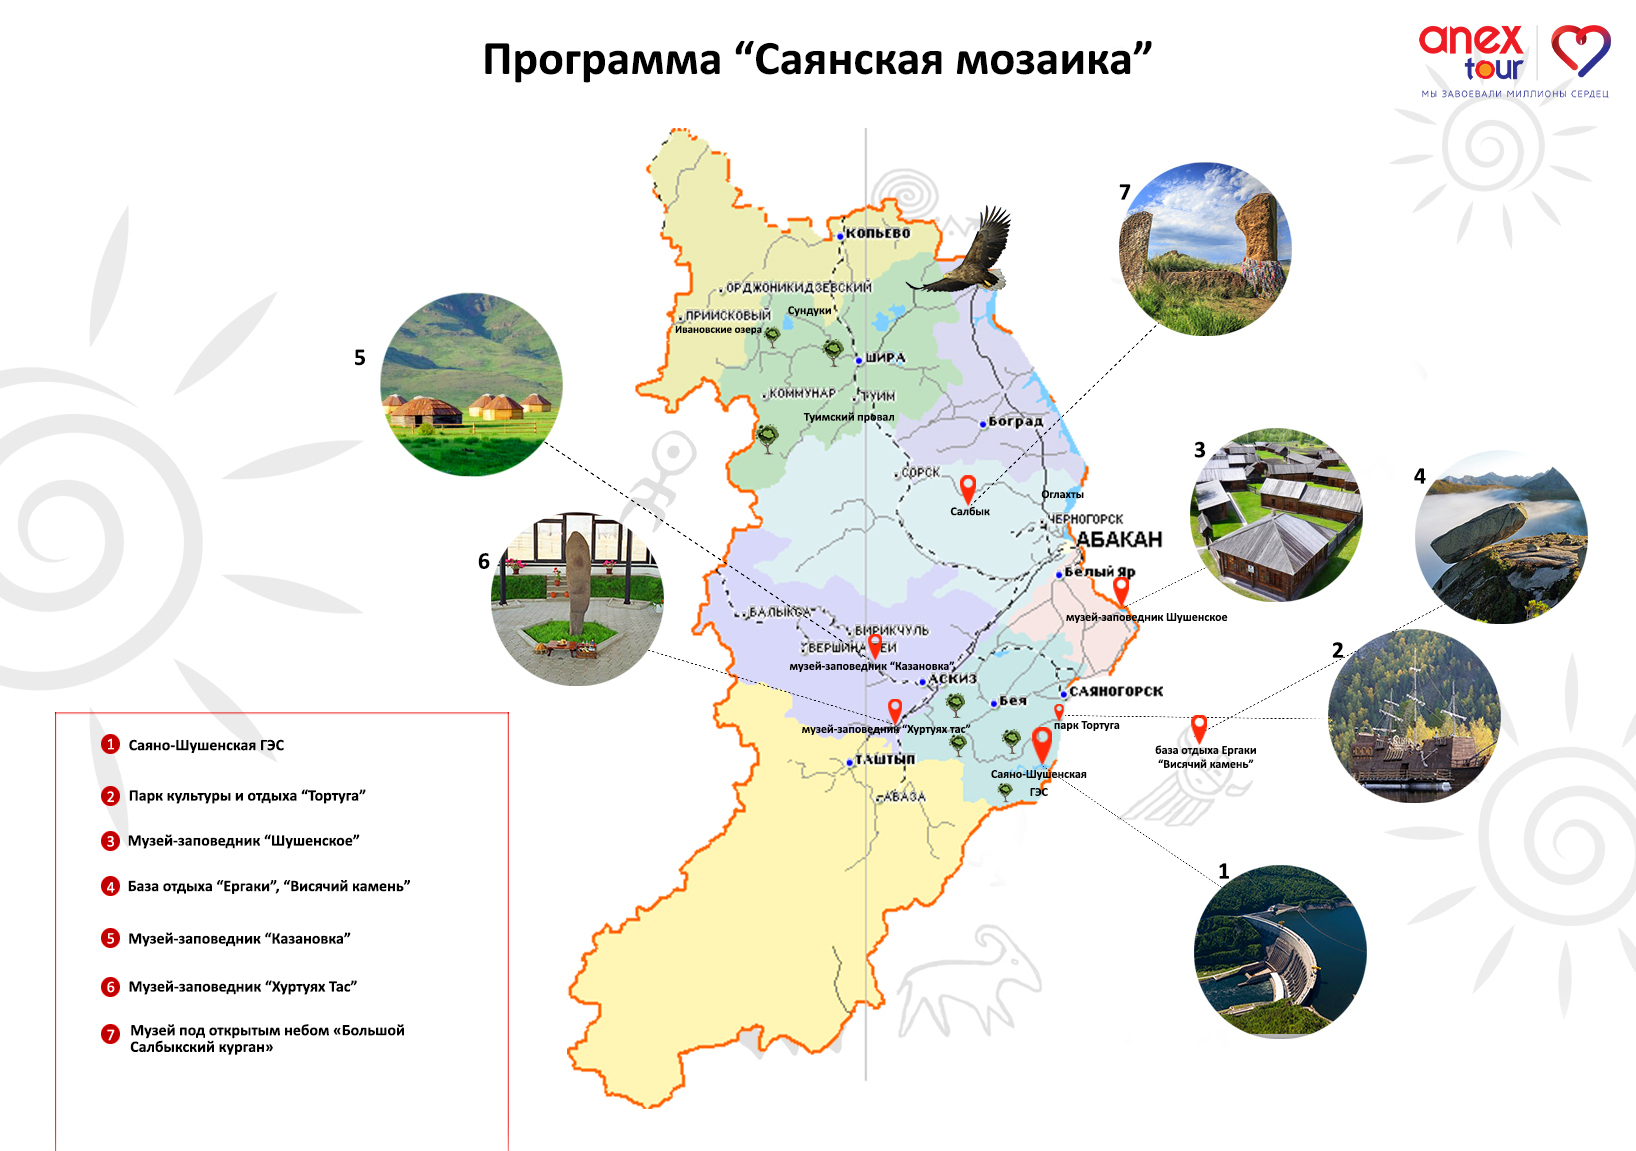 Программа “Саянская мозаика”
anex
tour
МЫ ЗАВОЕВАЛИ МИЛЛИОНЫ СЕРДЕЦ
7
КОПЬЕВО
ОРДЖОНИКИДЗЕВСКИЙ
Сундуки
ПРИИСКОВЫЙ
Ивановские озера
5
ШИРА
КОММУНАР
ТУИМ
Туимский провал
Боград
3
4
СОРСК
Оглахты
Салбык
ЧЕРНОГОРСК
АБАКАН
6
Белый Яр
БАЛЫКСА
музей-заповедник Шушенское
БИРИКЧУЛЬ
2
музей-заповедник “Казановка”
АСКИЗ
САЯНОГОРСК
Бея
парк Тортуга
музей-заповедник “Хуртуях тас”
база отдыха Ергаки
“Висячий камень”
ТАШТЫП
Саяно-Шушенская
ГЭС
АБАЗА
1
1 Саяно-Шушенская ГЭС
2 Парк культуры и отдыха “Тортуга”
3 Музей-заповедник “Шушенское”
4 База отдыха “Ергаки”, “Висячий камень”
5 Музей-заповедник “Казановка”
6 Музей-заповедник “Хуртуях Тас”
7 Музей под открытым небом «Большой
Салбыкский курган»